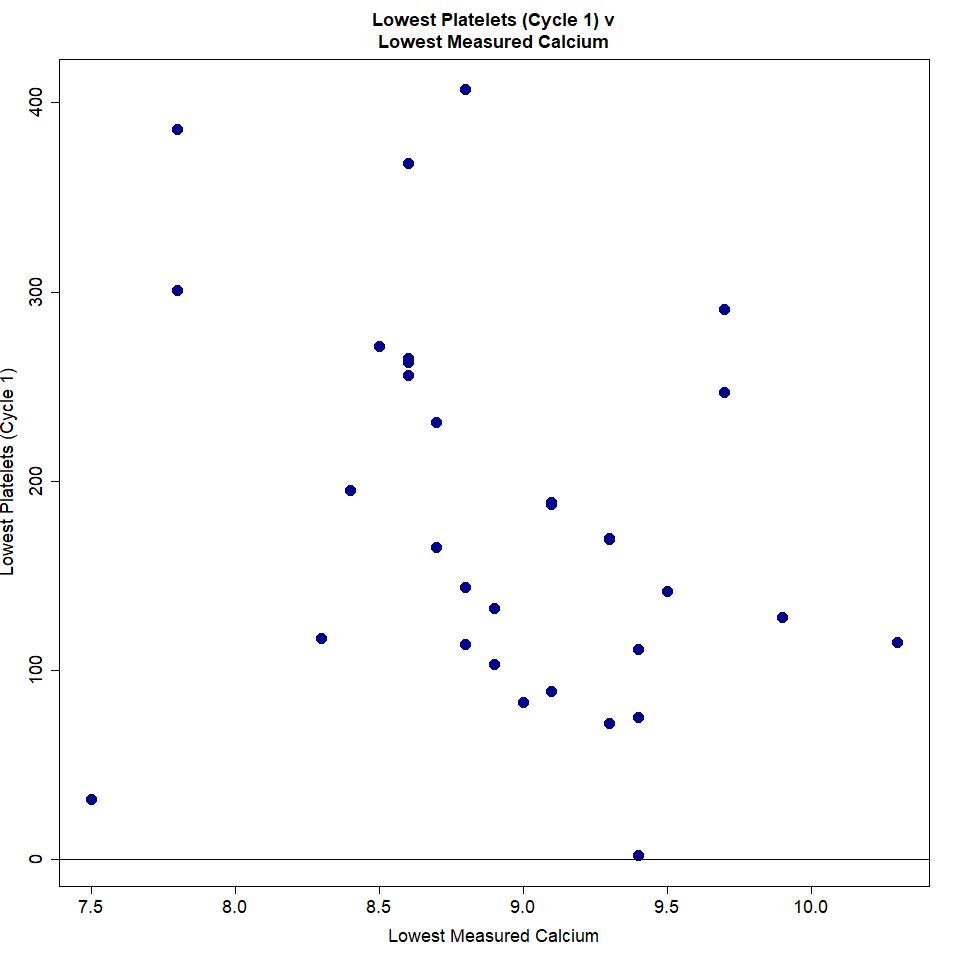 Lowest Platelets (Cycle 1) v
Lowest Measured Calcium
400
300
200
100
0
Lowest Platelets (Cycle 1)
7.5 8.0 8.5 9.0 9.5 10.0
Lowest Measured Calcium